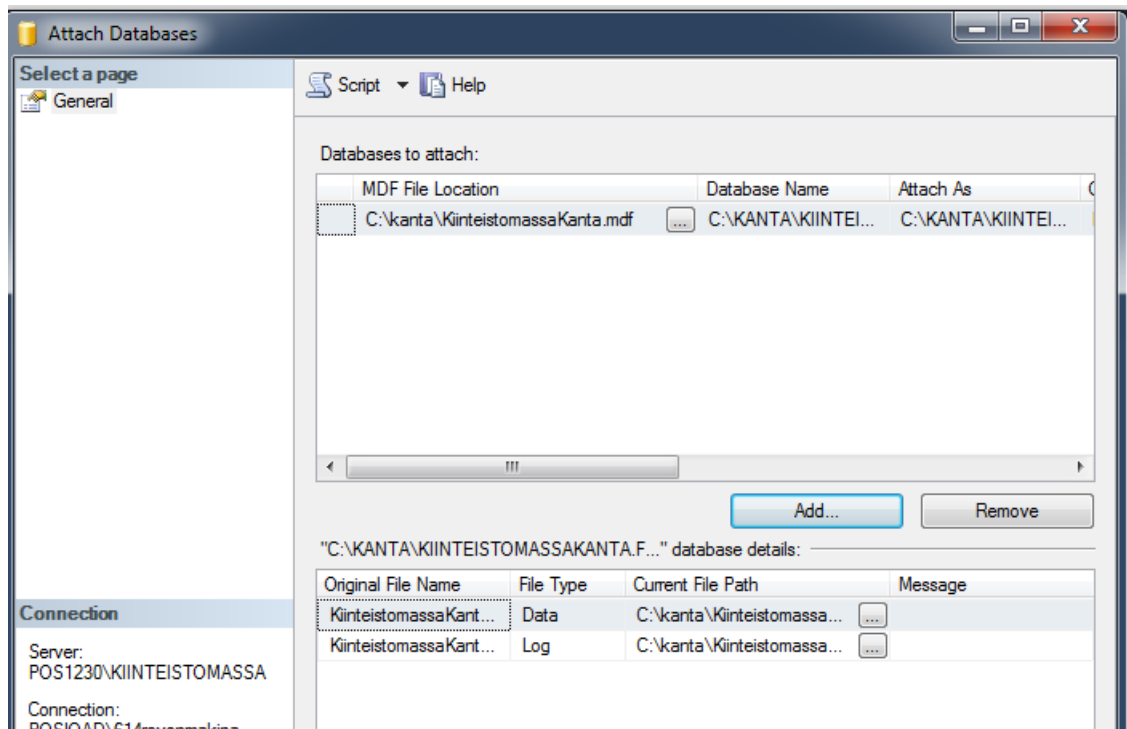 Attach Databases
Select a page
General
Script Help
Databases to attach:
MDF File Location Database Name Attach As
C:\kanta\KiinteistomassaKanta.mdf ... C:\KANTA\KIINTEI... C:\KANTA\KIINTEI...
Add... Remove
"C:\KANTA\KIINTEISTOMASSAKANTA.F..." database details:
Original File Name File Type Current File Path Message
KiinteistomassaKant... Data C:\kanta\Kiinteistomassa... ...
KiinteistomassaKant... Log C:\kanta\Kiinteistomassa... ...
Connection
Server:
POS1230\KIINTEISTOMASSA
Connection: